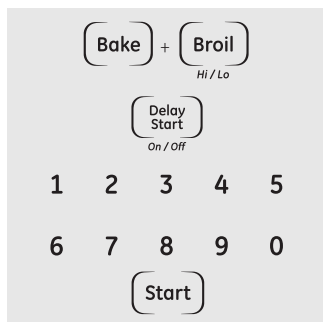 Bake + Broil
Hi / Lo
Delay
Start
On / Off
1 2 3 4 5
6 7 8 9 0
Start